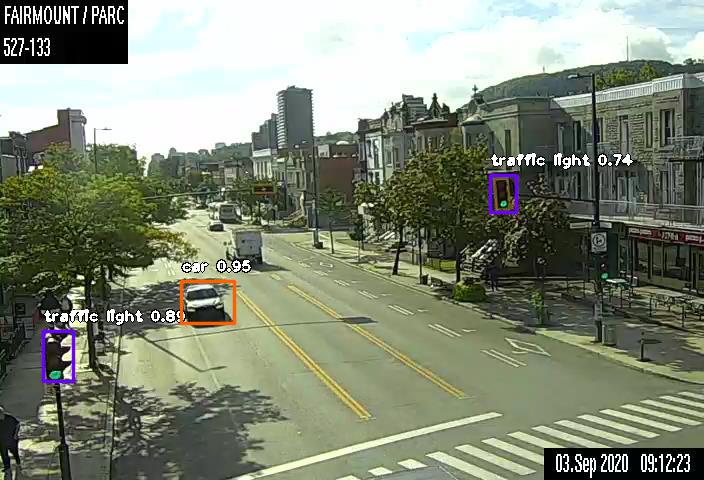 FAIRMOUNT / PARC
527-133
traffic light 0.74
car 0.95
traffic light 0.89
03.Sep 2020 09:12:23